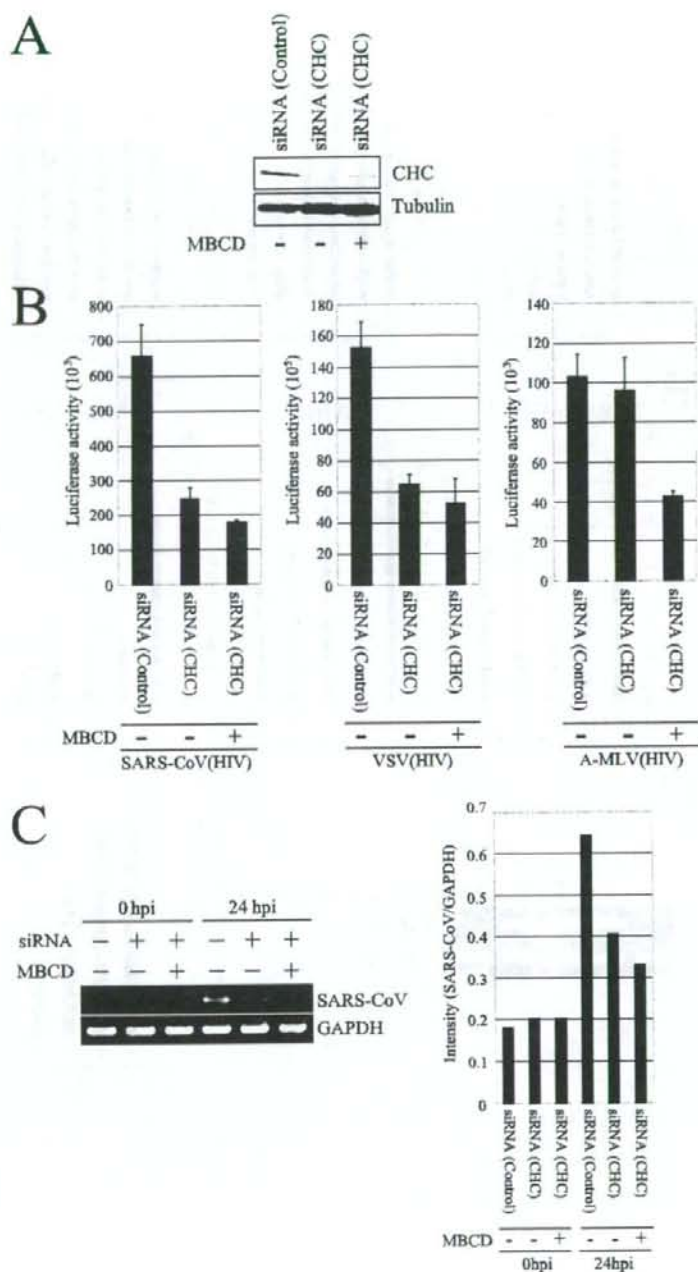 A
siRNA (Control)
siRNA (CHC)
siRNA (CHC)
CHC
Tubulin
MBCD - - +
B
Luciferase activity (10³)
800
700
600
500
400
300
200
100
0
siRNA (Control)
siRNA (CHC)
siRNA (CHC)
Luciferase activity (10³)
180
160
140
120
100
80
60
40
20
0
siRNA (Control)
siRNA (CHC)
siRNA (CHC)
Luciferase activity (10³)
140
120
100
80
60
40
20
0
siRNA (Control)
siRNA (CHC)
siRNA (CHC)
MBCD - - + - - + - - +
SARS-CoV(HIV) VSV(HIV) A-MLV(HIV)
C
0 hpi 24 hpi
siRNA - + + - + +
MBCD - - + - - +
SARS-CoV
GAPDH
Intensity (SARS-CoV/GAPDH)
0.7
0.6
0.5
0.4
0.3
0.2
0.1
0
siRNA (Control)
siRNA (CHC)
siRNA (CHC)
siRNA (Control)
siRNA (CHC)
siRNA (CHC)
MBCD - - + - - +
0hpi 24hpi